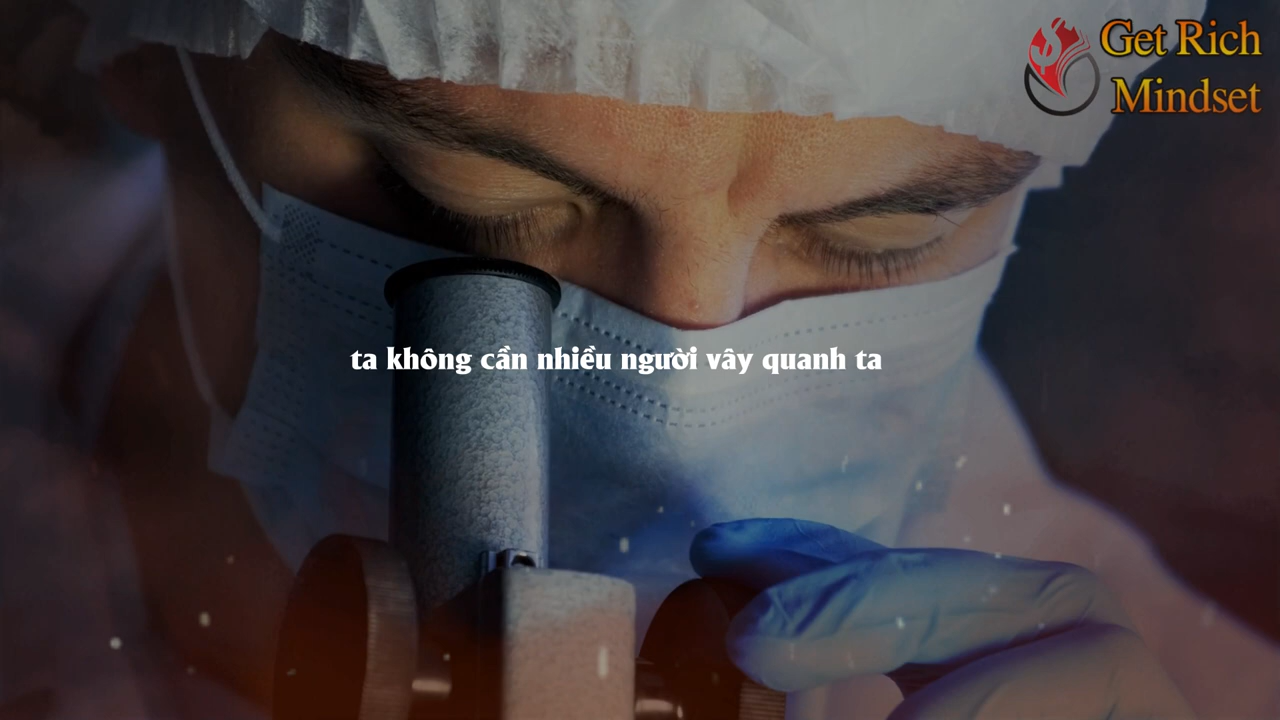 Get Rich
Mindset
ta không cần nhiều người vây quanh ta